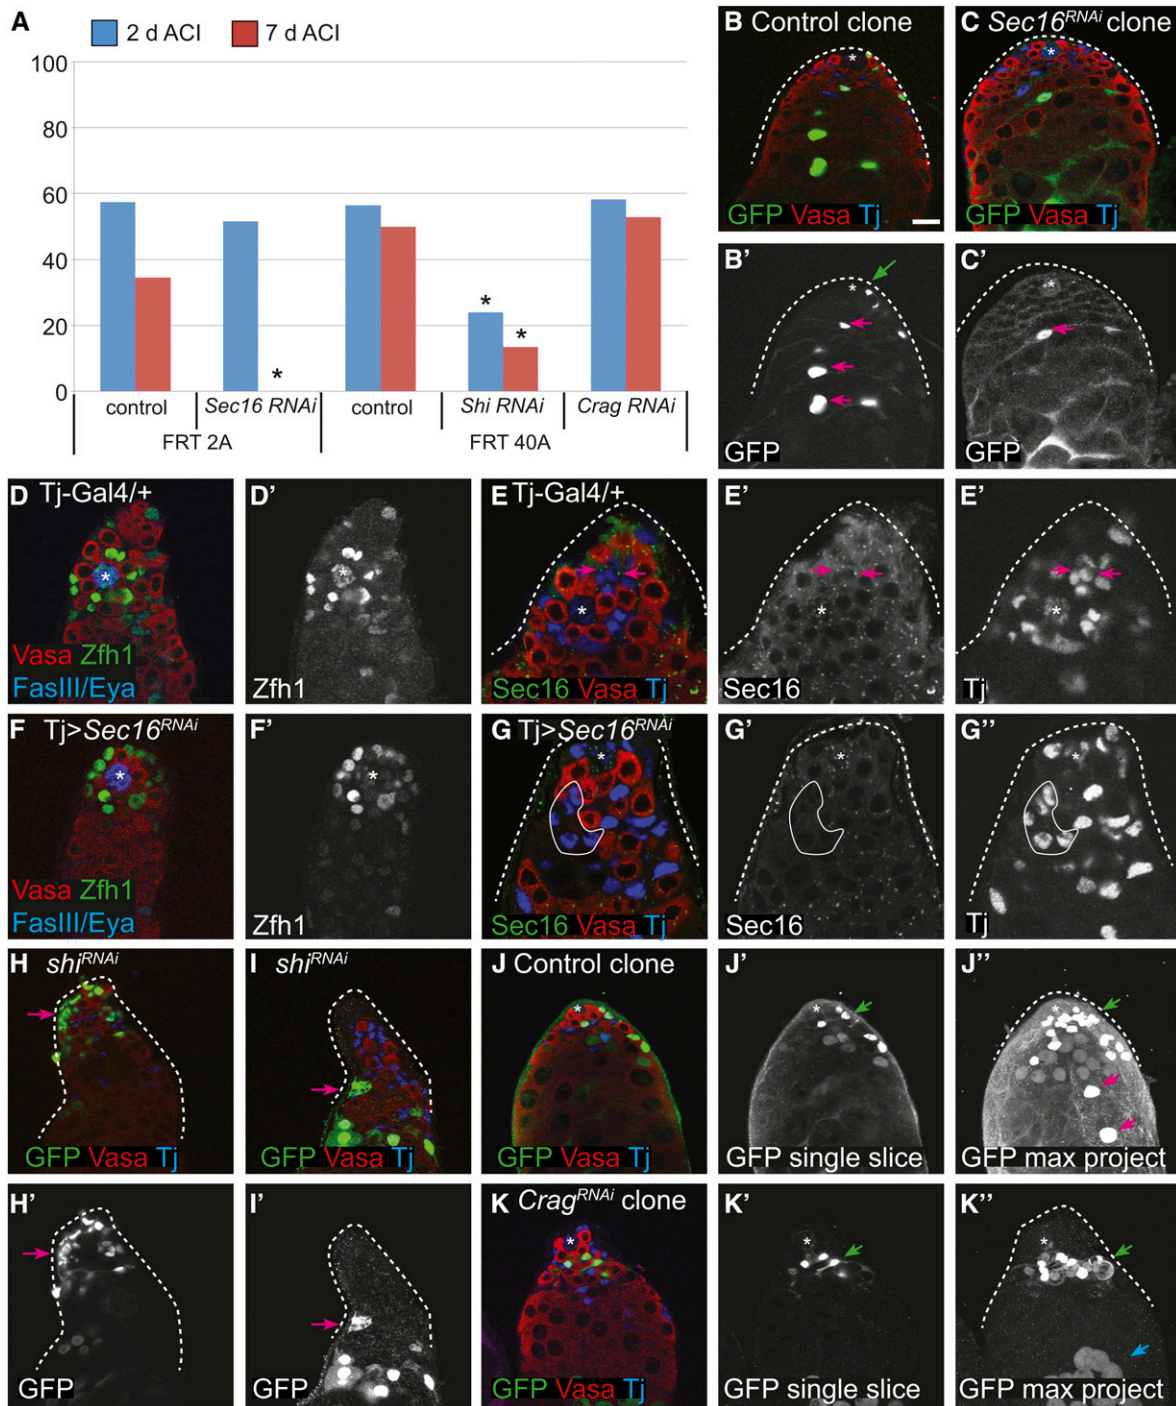 A
2 d ACI
7 d ACI
100
80
60
40
20
0
*
*
*
control
Sec16 RNAi
control
Shi RNAi
Crag RNAi
FRT 2A
FRT 40A
B Control clone
*
GFP Vasa Tj
C Sec16RNAi clone
*
GFP Vasa Tj
B'
*
GFP
C'
*
GFP
D Tj-Gal4/+
*
Vasa Zfh1
FasIII/Eya
D'
*
Zfh1
E Tj-Gal4/+
*
Sec16 Vasa Tj
E'
*
Sec16
E'
*
Tj
F Tj>Sec16RNAi
*
Vasa Zfh1
FasIII/Eya
F'
*
Zfh1
G Tj>Sec16RNAi
*
Sec16 Vasa Tj
G'
*
Sec16
G''
*
Tj
H shiRNAi
GFP Vasa Tj
I shiRNAi
GFP Vasa Tj
J Control clone
*
GFP Vasa Tj
J'
*
GFP single slice
J''
*
GFP max project
H'
GFP
I'
GFP
K CragRNAi clone
*
GFP Vasa Tj
K'
*
GFP single slice
K''
*
GFP max project